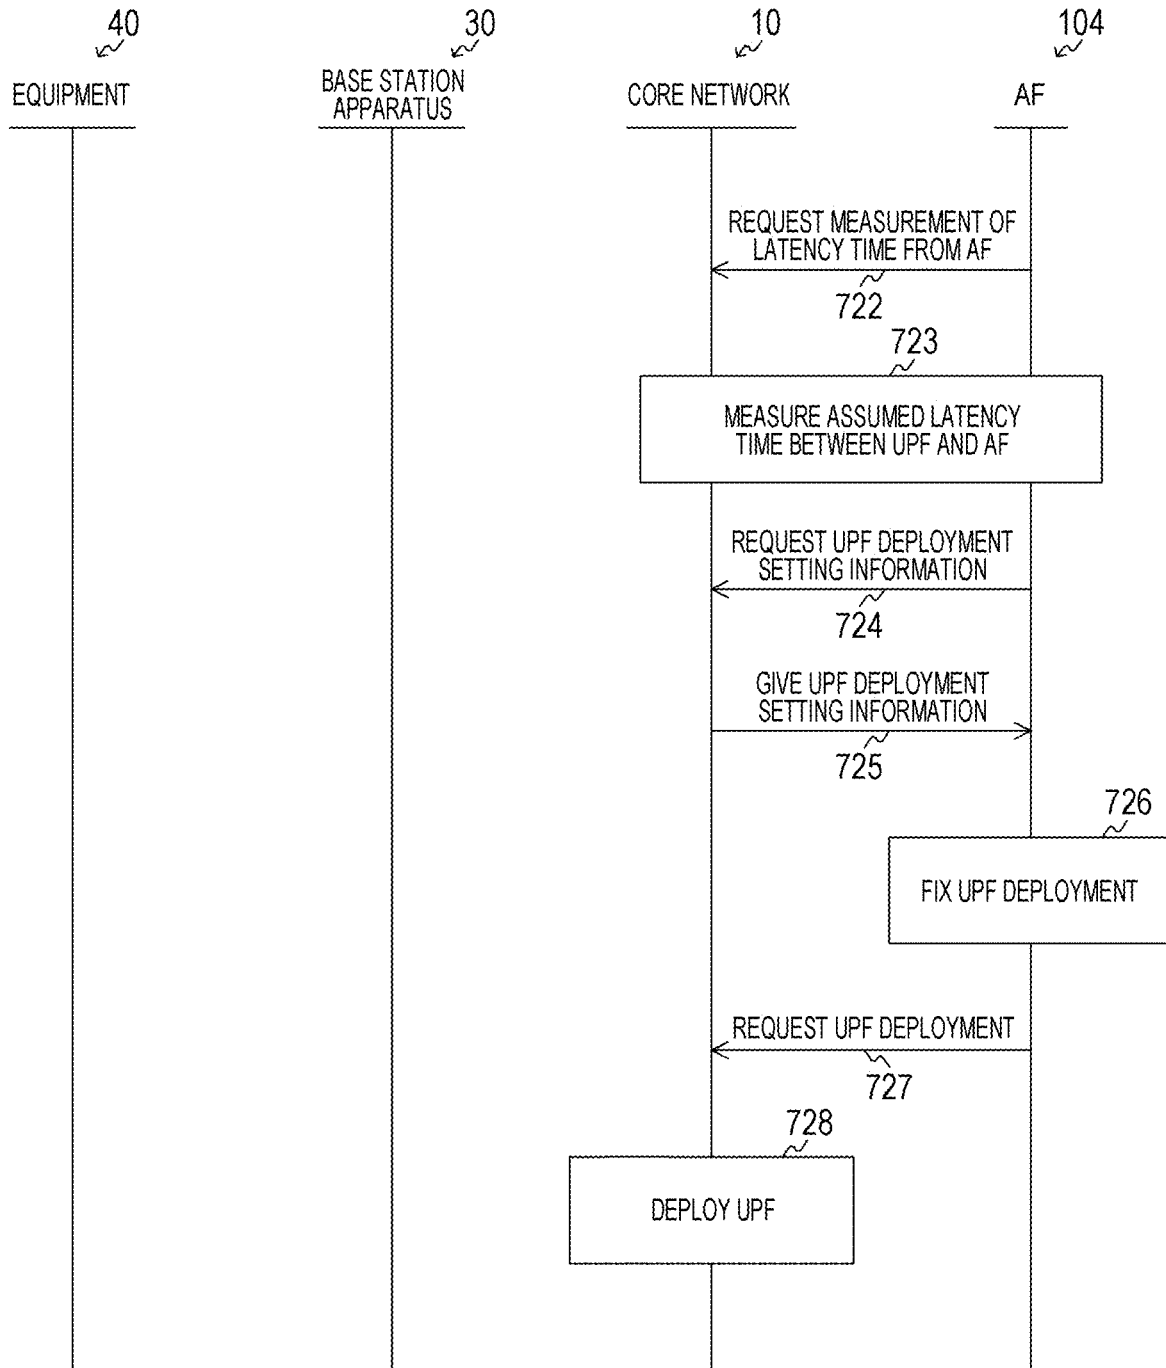 40
30
10
104
EQUIPMENT
BASE STATION
APPARATUS
CORE NETWORK
AF
REQUEST MEASUREMENT OF
LATENCY TIME FROM AF
722
723
MEASURE ASSUMED LATENCY
TIME BETWEEN UPF AND AF
REQUEST UPF DEPLOYMENT
SETTING INFORMATION
724
GIVE UPF DEPLOYMENT
SETTING INFORMATION
725
726
FIX UPF DEPLOYMENT
REQUEST UPF DEPLOYMENT
727
728
DEPLOY UPF